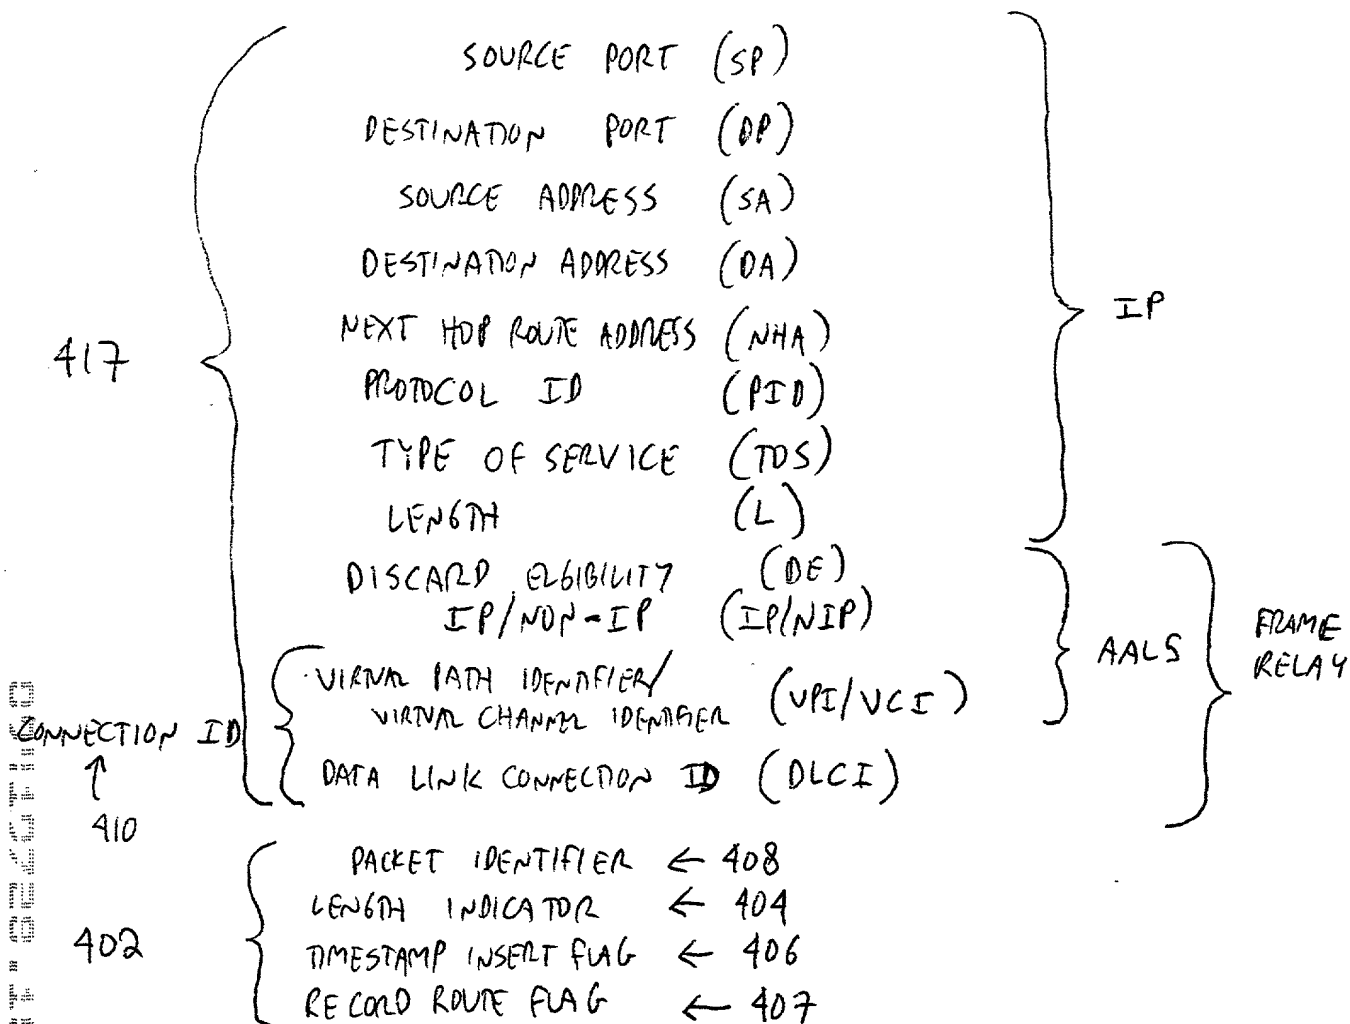 SOURCE PORT (SP)
DESTINATION PORT (DP)
SOURCE ADDRESS (SA)
DESTINATION ADDRESS (DA)
NEXT HOP ROUTE ADDRESS (NHA)
IP
417
PROTOCOL ID (PID)
TYPE OF SERVICE (TOS)
LENGTH (L)
DISCARD ELGIBILITY (DE)
IP/NON-IP (IP/NIP)
AAL5
FRAME
RELAY
VIRTUAL PATH IDENTIFIER/
VIRTUAL CHANNEL IDENTIFIER (VPI/VCI)
CONNECTION ID
DATA LINK CONNECTION ID (DLCI)
410
PACKET IDENTIFIER ← 408
LENGTH INDICATOR ← 404
402
TIMESTAMP INSERT FLAG ← 406
RECORD ROUTE FLAG ← 407